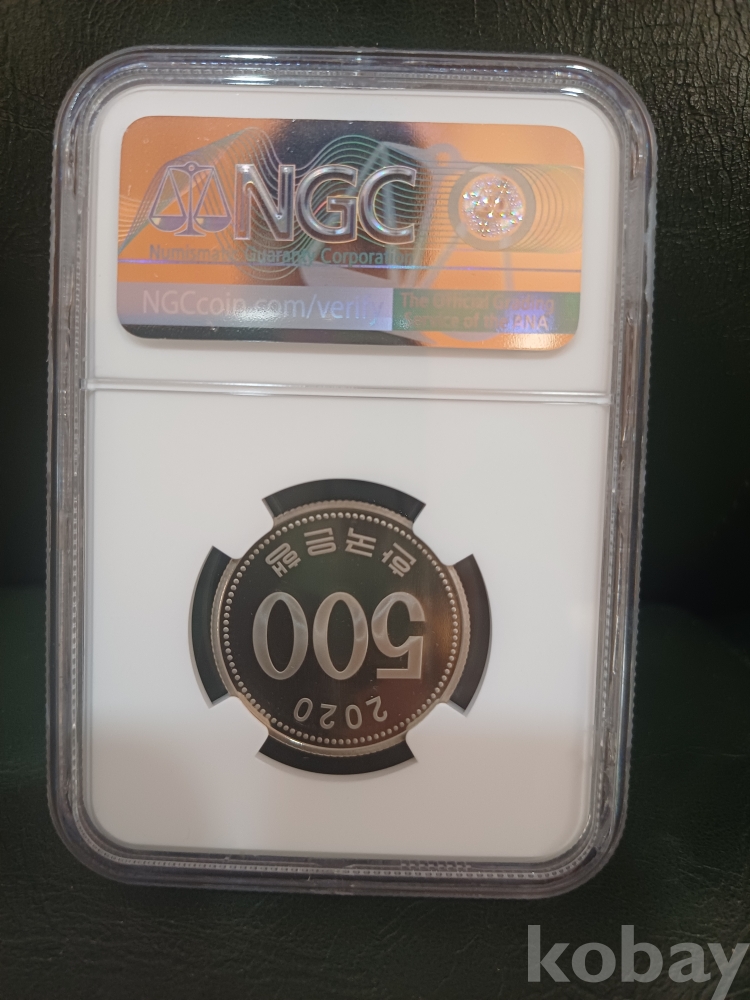 NGC
Numismatic Guaranty Corporation
NGCcoin.com/verify
The Official Grading
Service of the ANA
2020
500
한국은행
kobay